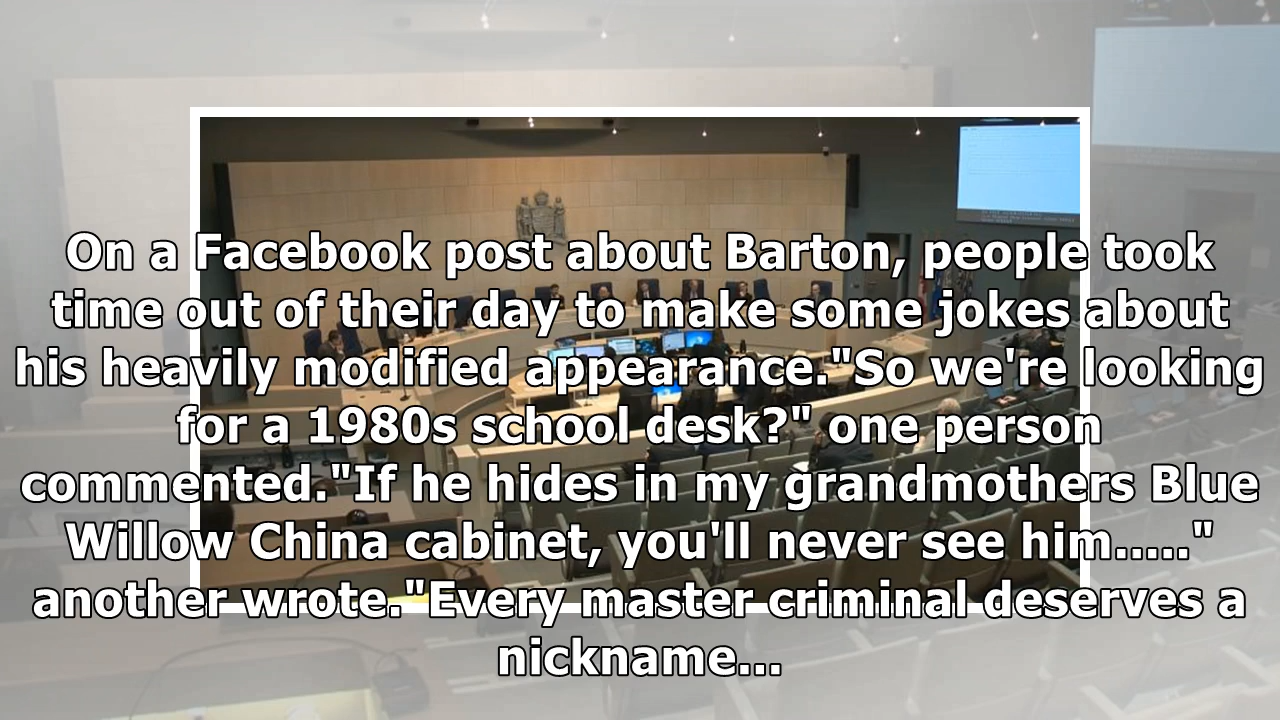 On a Facebook post about Barton, people took
time out of their day to make some jokes about
his heavily modified appearance."So we're looking
for a 1980s school desk?" one person
commented."If he hides in my grandmothers Blue
Willow China cabinet, you'll never see him....."
another wrote."Every master criminal deserves a
nickname...